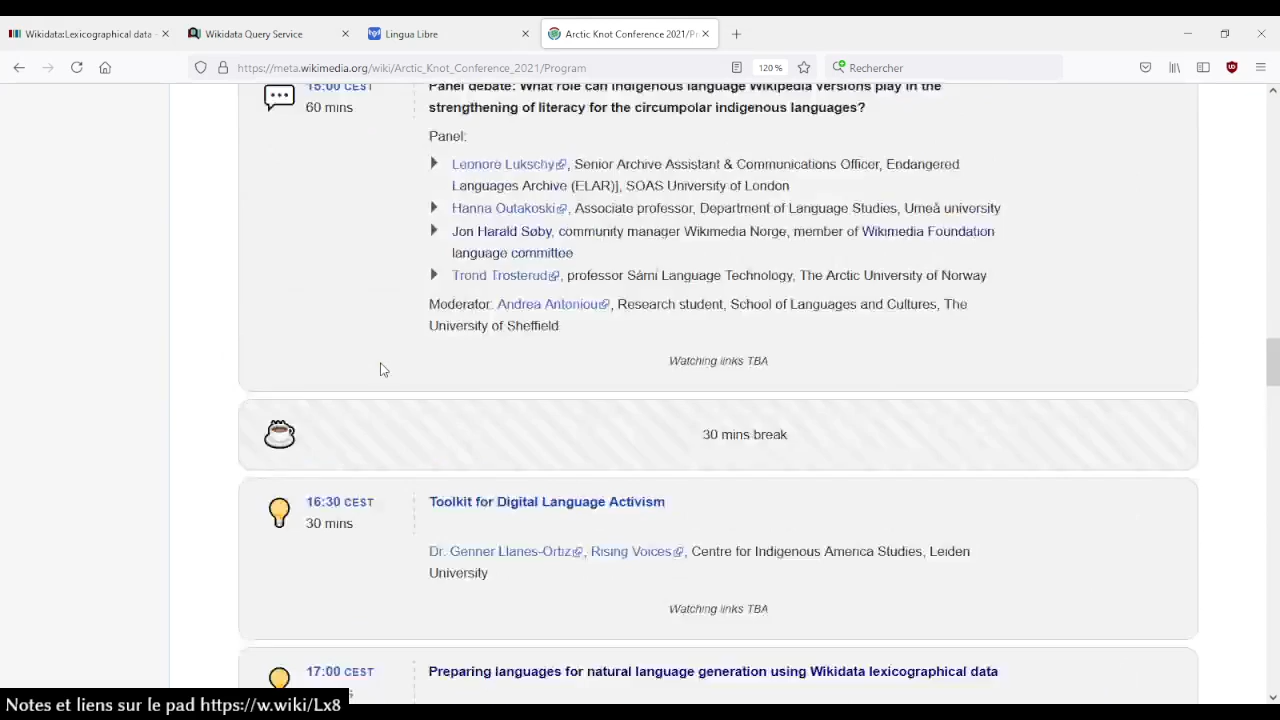 Wikidata:Lexicographical data -
Wikidata Query Service
Lingua Libre
Arctic Knot Conference 2021/Pr
https://meta.wikimedia.org/wiki/Arctic_Knot_Conference_2021/Program
120 %
Rechercher
15:00 CEST
60 mins
Panel debate: What role can indigenous language Wikipedia versions play in the
strengthening of literacy for the circumpolar indigenous languages?
Panel:
Leonore Lukschy, Senior Archive Assistant & Communications Officer, Endangered
Languages Archive (ELAR)], SOAS University of London
Hanna Outakoski, Associate professor, Department of Language Studies, Umeå university
Jon Harald Søby, community manager Wikimedia Norge, member of Wikimedia Foundation
language committee
Trond Trosterud, professor Sámi Language Technology, The Arctic University of Norway
Moderator: Andrea Antoniou, Research student, School of Languages and Cultures, The
University of Sheffield
Watching links TBA
30 mins break
16:30 CEST
30 mins
Toolkit for Digital Language Activism
Dr. Genner Llanes-Ortiz, Rising Voices, Centre for Indigenous America Studies, Leiden
University
Watching links TBA
17:00 CEST
Preparing languages for natural language generation using Wikidata lexicographical data
Notes et liens sur le pad https://w.wiki/Lx8